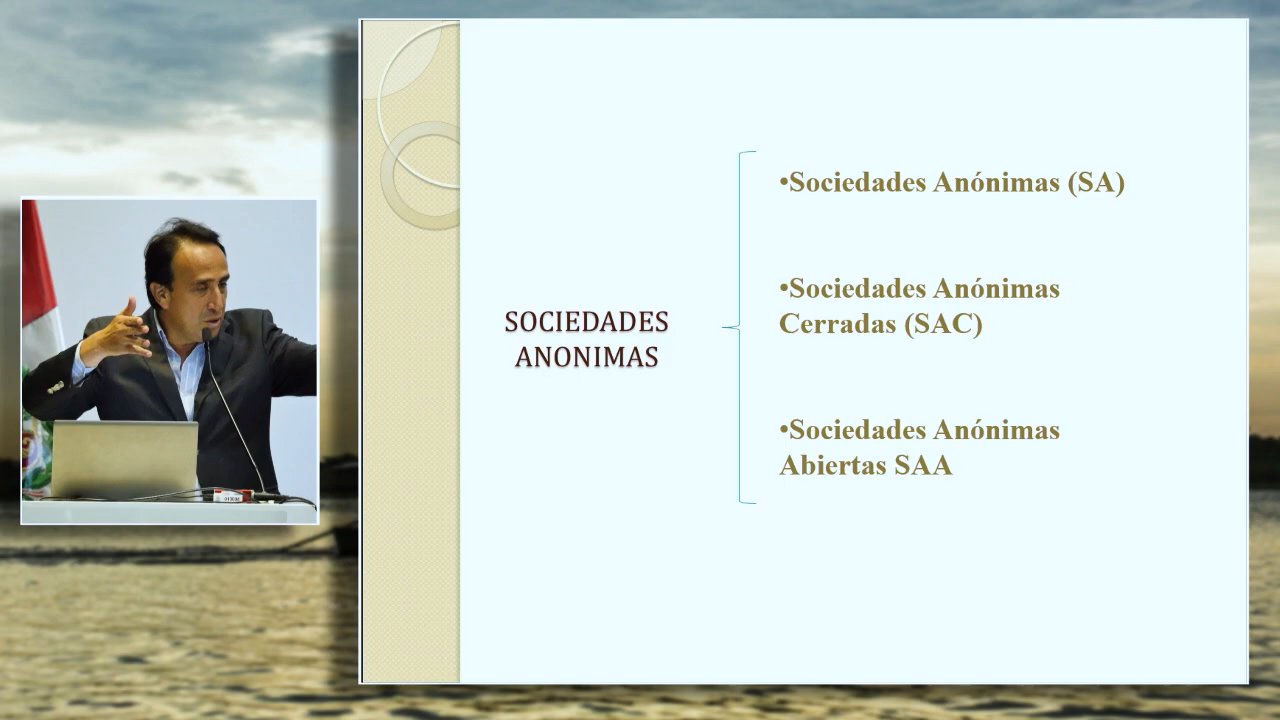 SOCIEDADES
ANONIMAS
•Sociedades Anónimas (SA)
•Sociedades Anónimas
Cerradas (SAC)
•Sociedades Anónimas
Abiertas SAA